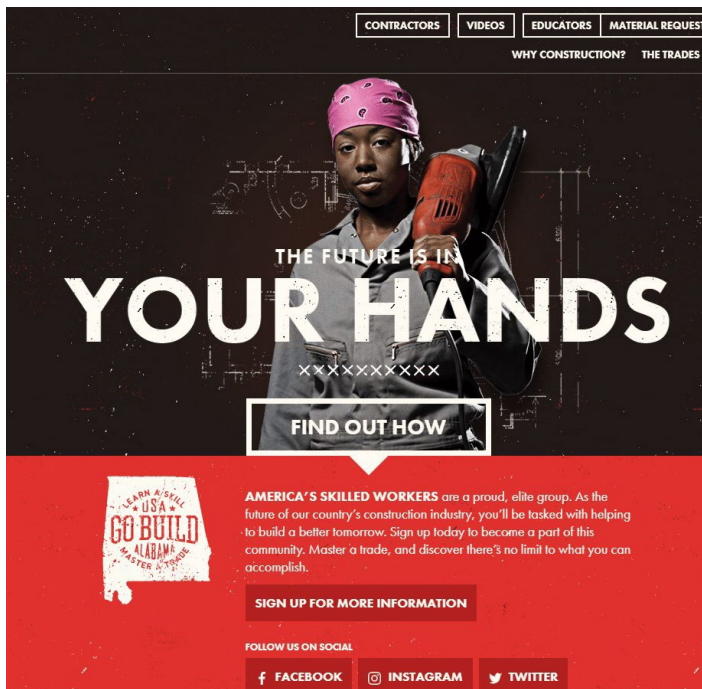 CONTRACTORS VIDEOS EDUCATORS MATERIAL REQUEST
WHY CONSTRUCTION? THE TRADES
THE FUTURE IS IN
YOUR HANDS
××××××××××
FIND OUT HOW
LEARN A SKILL
USA
GO BUILD
ALABAMA
MASTER A TRADE
AMERICA'S SKILLED WORKERS are a proud, elite group. As the
future of our country's construction industry, you'll be tasked with helping
to build a better tomorrow. Sign up today to become a part of this
community. Master a trade, and discover there's no limit to what you can
accomplish.
SIGN UP FOR MORE INFORMATION
FOLLOW US ON SOCIAL
FACEBOOK INSTAGRAM TWITTER